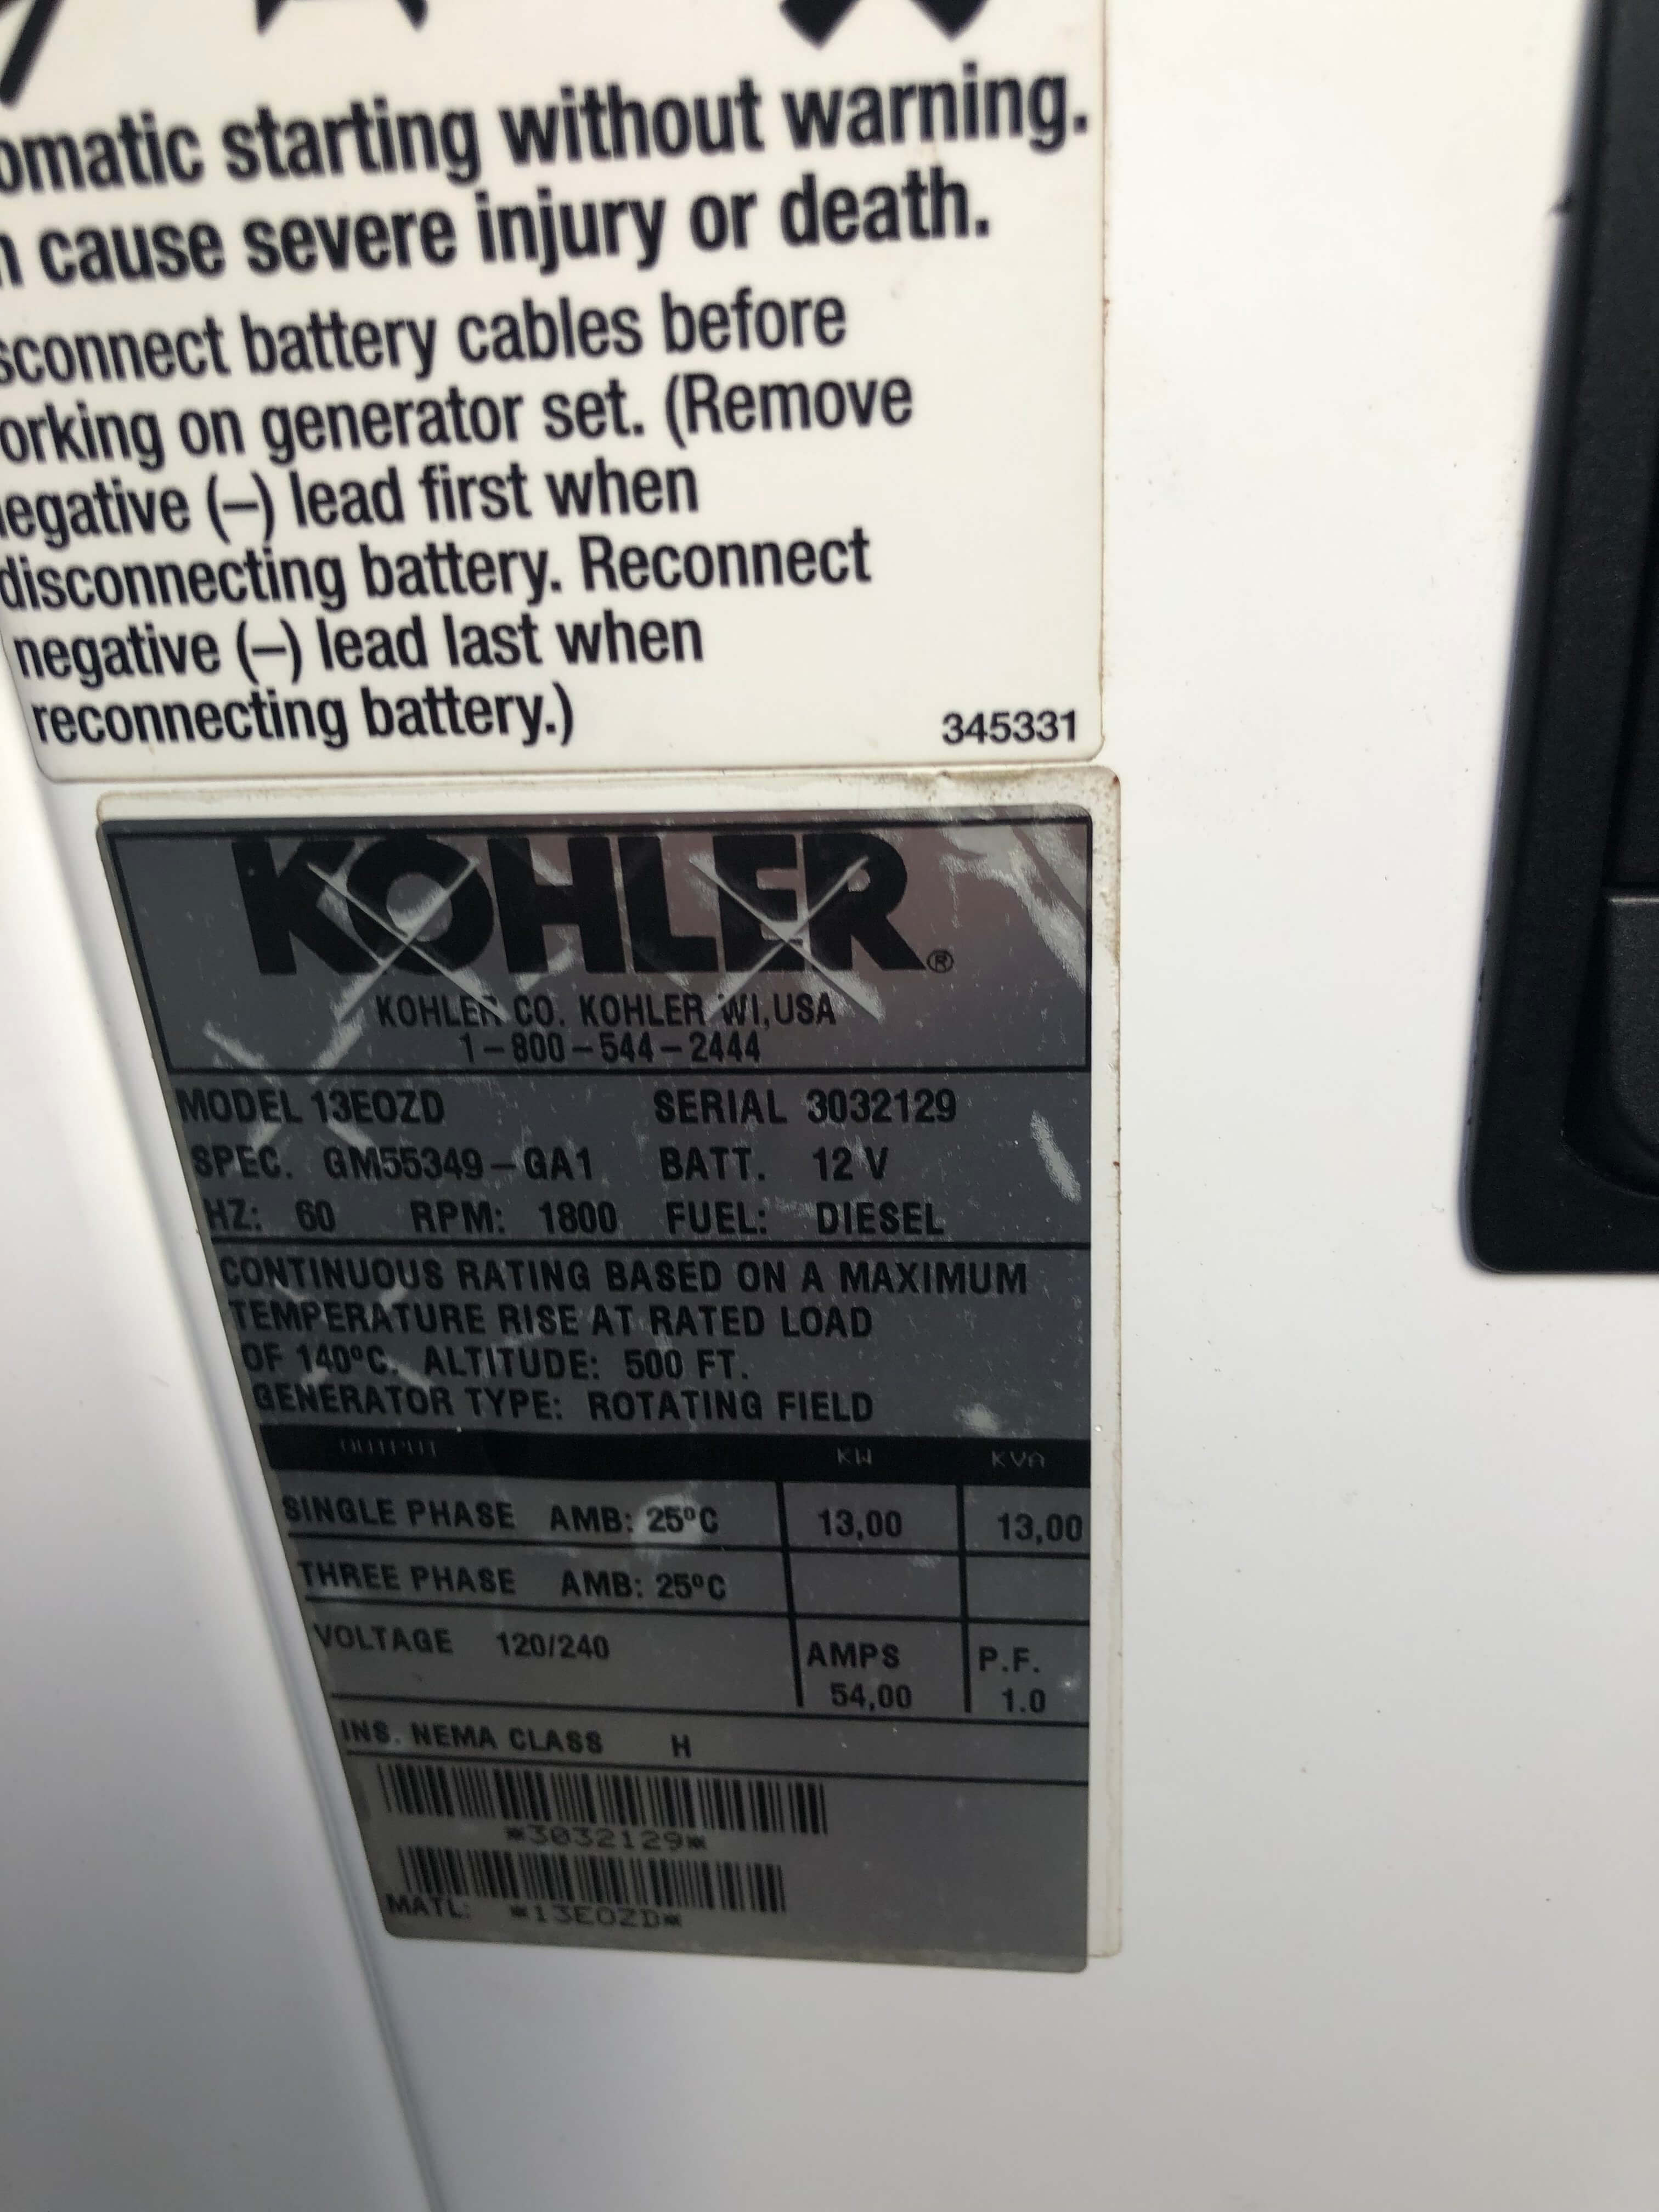 omatic starting without warning.
n cause severe injury or death.
sconnect battery cables before
orking on generator set. (Remove
egative (–) lead first when
disconnecting battery. Reconnect
negative (–) lead last when
reconnecting battery.)
345331
KOHLER®
KOHLER CO. KOHLER WI, USA
1-800-544-2444
MODEL 13EOZD SERIAL 3032129
SPEC. GM55349-GA1 BATT. 12 V
HZ: 60 RPM: 1800 FUEL: DIESEL
CONTINUOUS RATING BASED ON A MAXIMUM
TEMPERATURE RISE AT RATED LOAD
OF 140°C. ALTITUDE: 500 FT.
GENERATOR TYPE: ROTATING FIELD
OUTPUT KW KVA
SINGLE PHASE AMB: 25°C 13,00 13,00
THREE PHASE AMB: 25°C
VOLTAGE 120/240 AMPS P.F.
54,00 1.0
INS. NEMA CLASS H
*3032129*
MATL: *13EOZD*